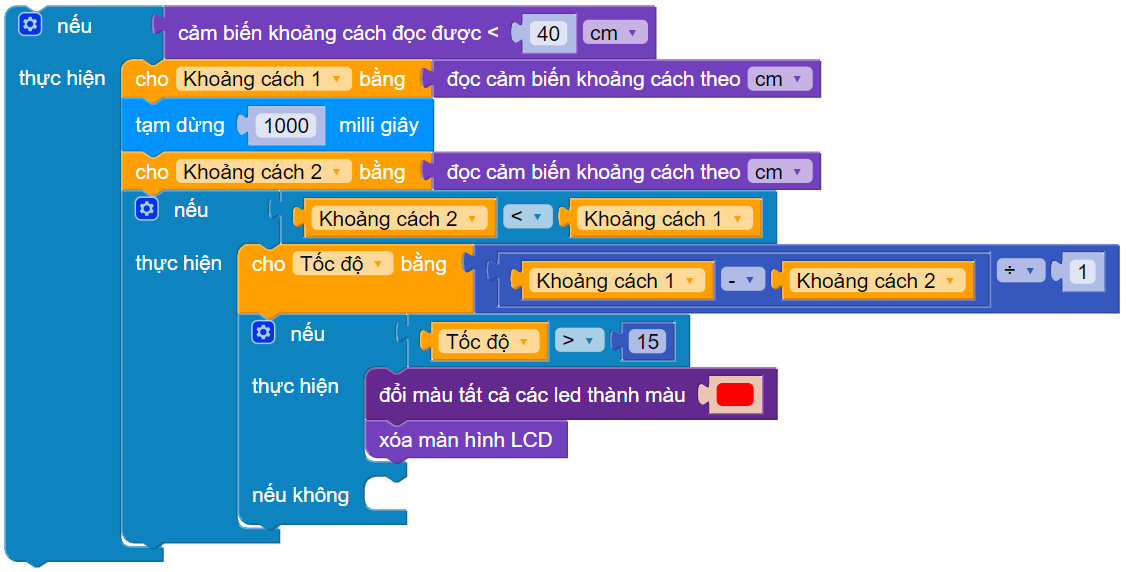 nếu cảm biến khoảng cách đọc được < 40 cm
thực hiện cho Khoảng cách 1 bằng đọc cảm biến khoảng cách theo cm
tạm dừng 1000 milli giây
cho Khoảng cách 2 bằng đọc cảm biến khoảng cách theo cm
nếu Khoảng cách 2 < Khoảng cách 1
thực hiện cho Tốc độ bằng Khoảng cách 1 - Khoảng cách 2 ÷ 1
nếu Tốc độ > 15
thực hiện đổi màu tất cả các led thành màu
xóa màn hình LCD
nếu không